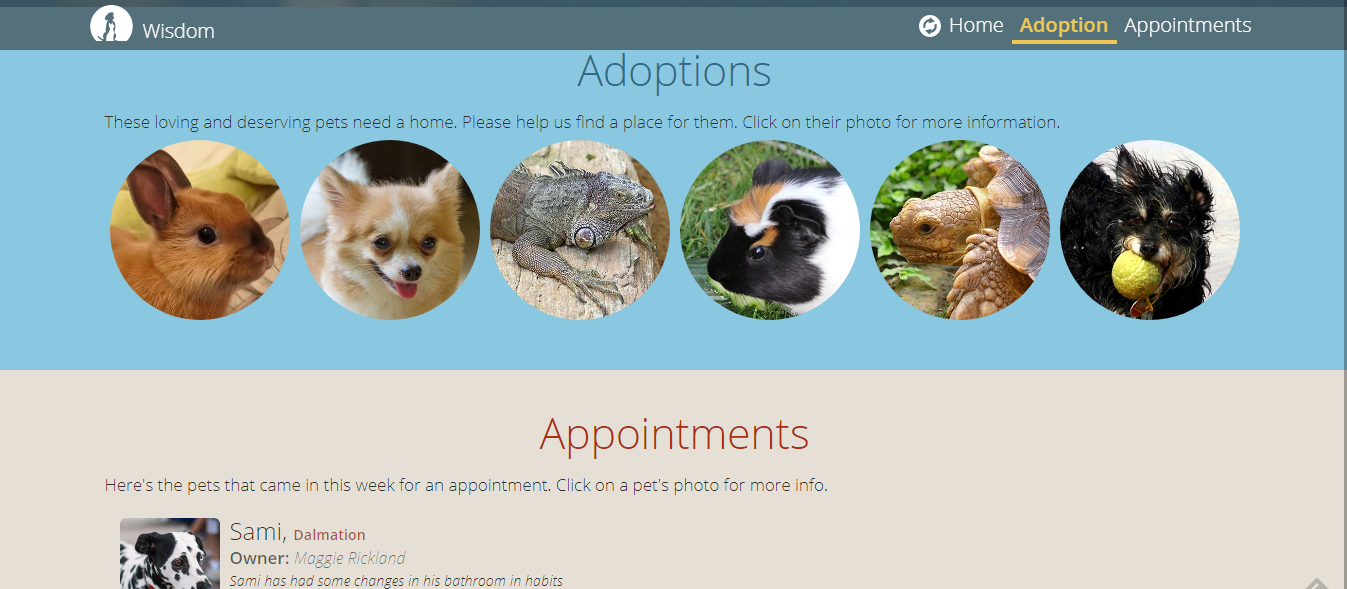 Wisdom
Home Adoption Appointments
Adoptions
These loving and deserving pets need a home. Please help us find a place for them. Click on their photo for more information.
Appointments
Here's the pets that came in this week for an appointment. Click on a pet's photo for more info.
Sami, Dalmation
Owner: Maggie Rickland
Sami has had some changes in his bathroom in habits